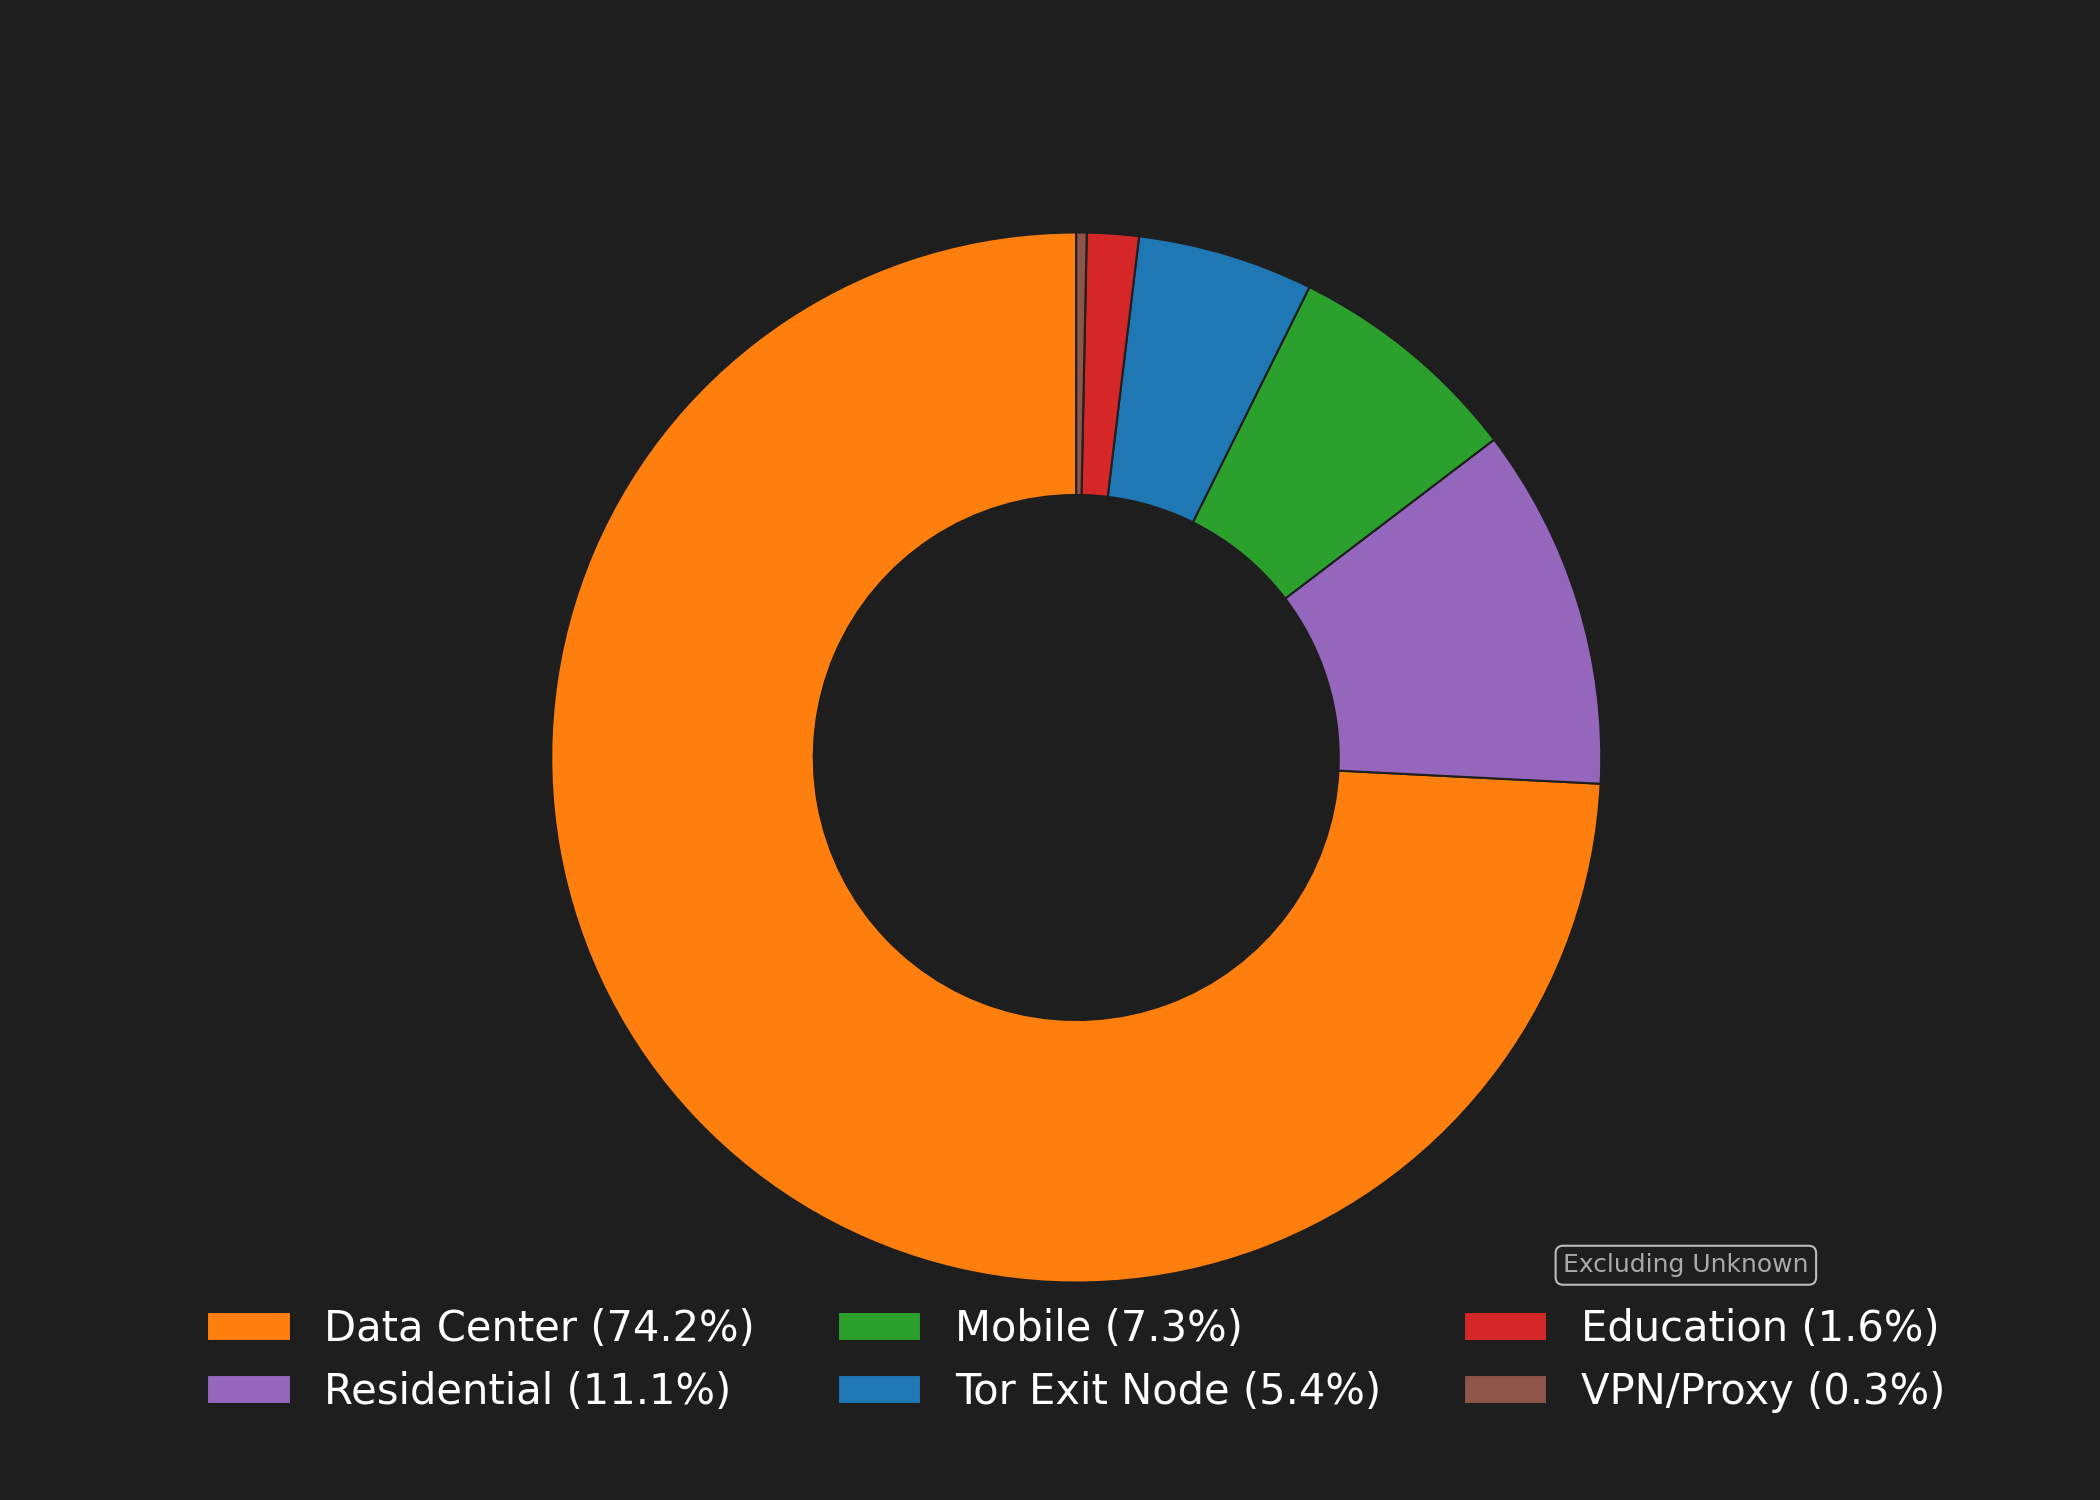 Excluding Unknown
Data Center (74.2%)
Residential (11.1%)
Mobile (7.3%)
Tor Exit Node (5.4%)
Education (1.6%)
VPN/Proxy (0.3%)